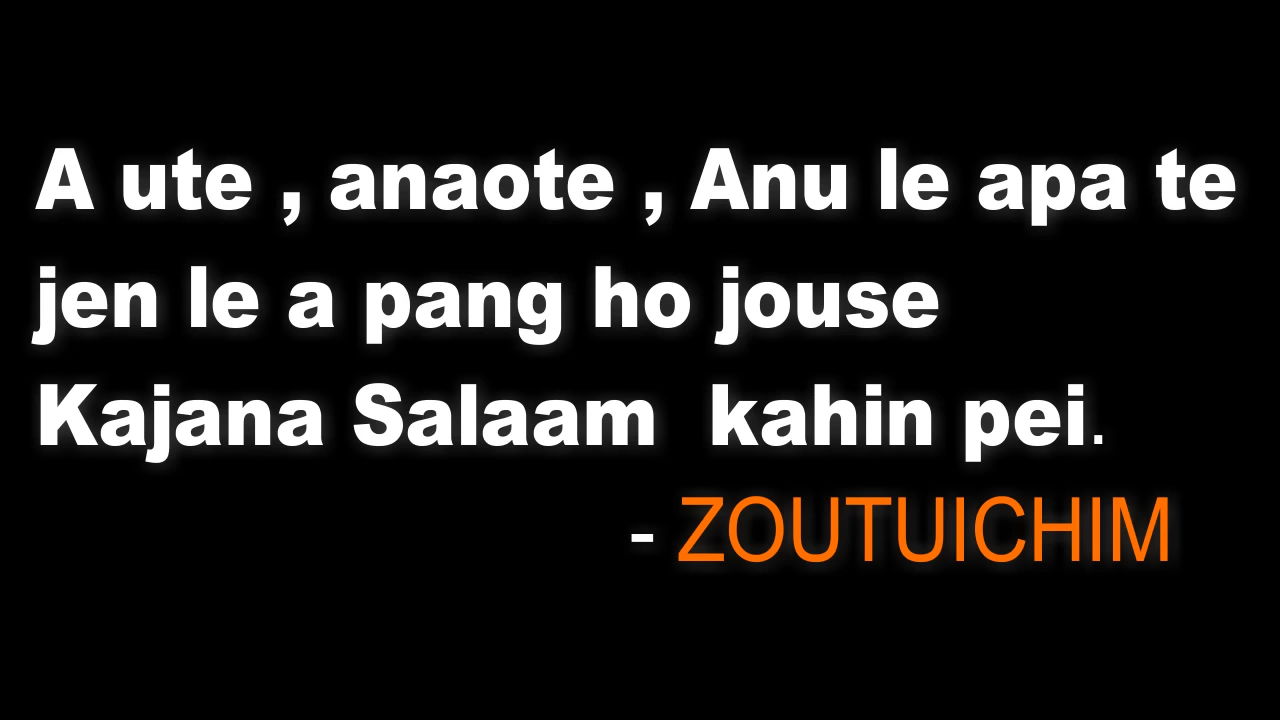 A ute , anaote , Anu le apa te
jen le a pang ho jouse
Kajana Salaam  kahin pei.
- ZOUTUICHIM